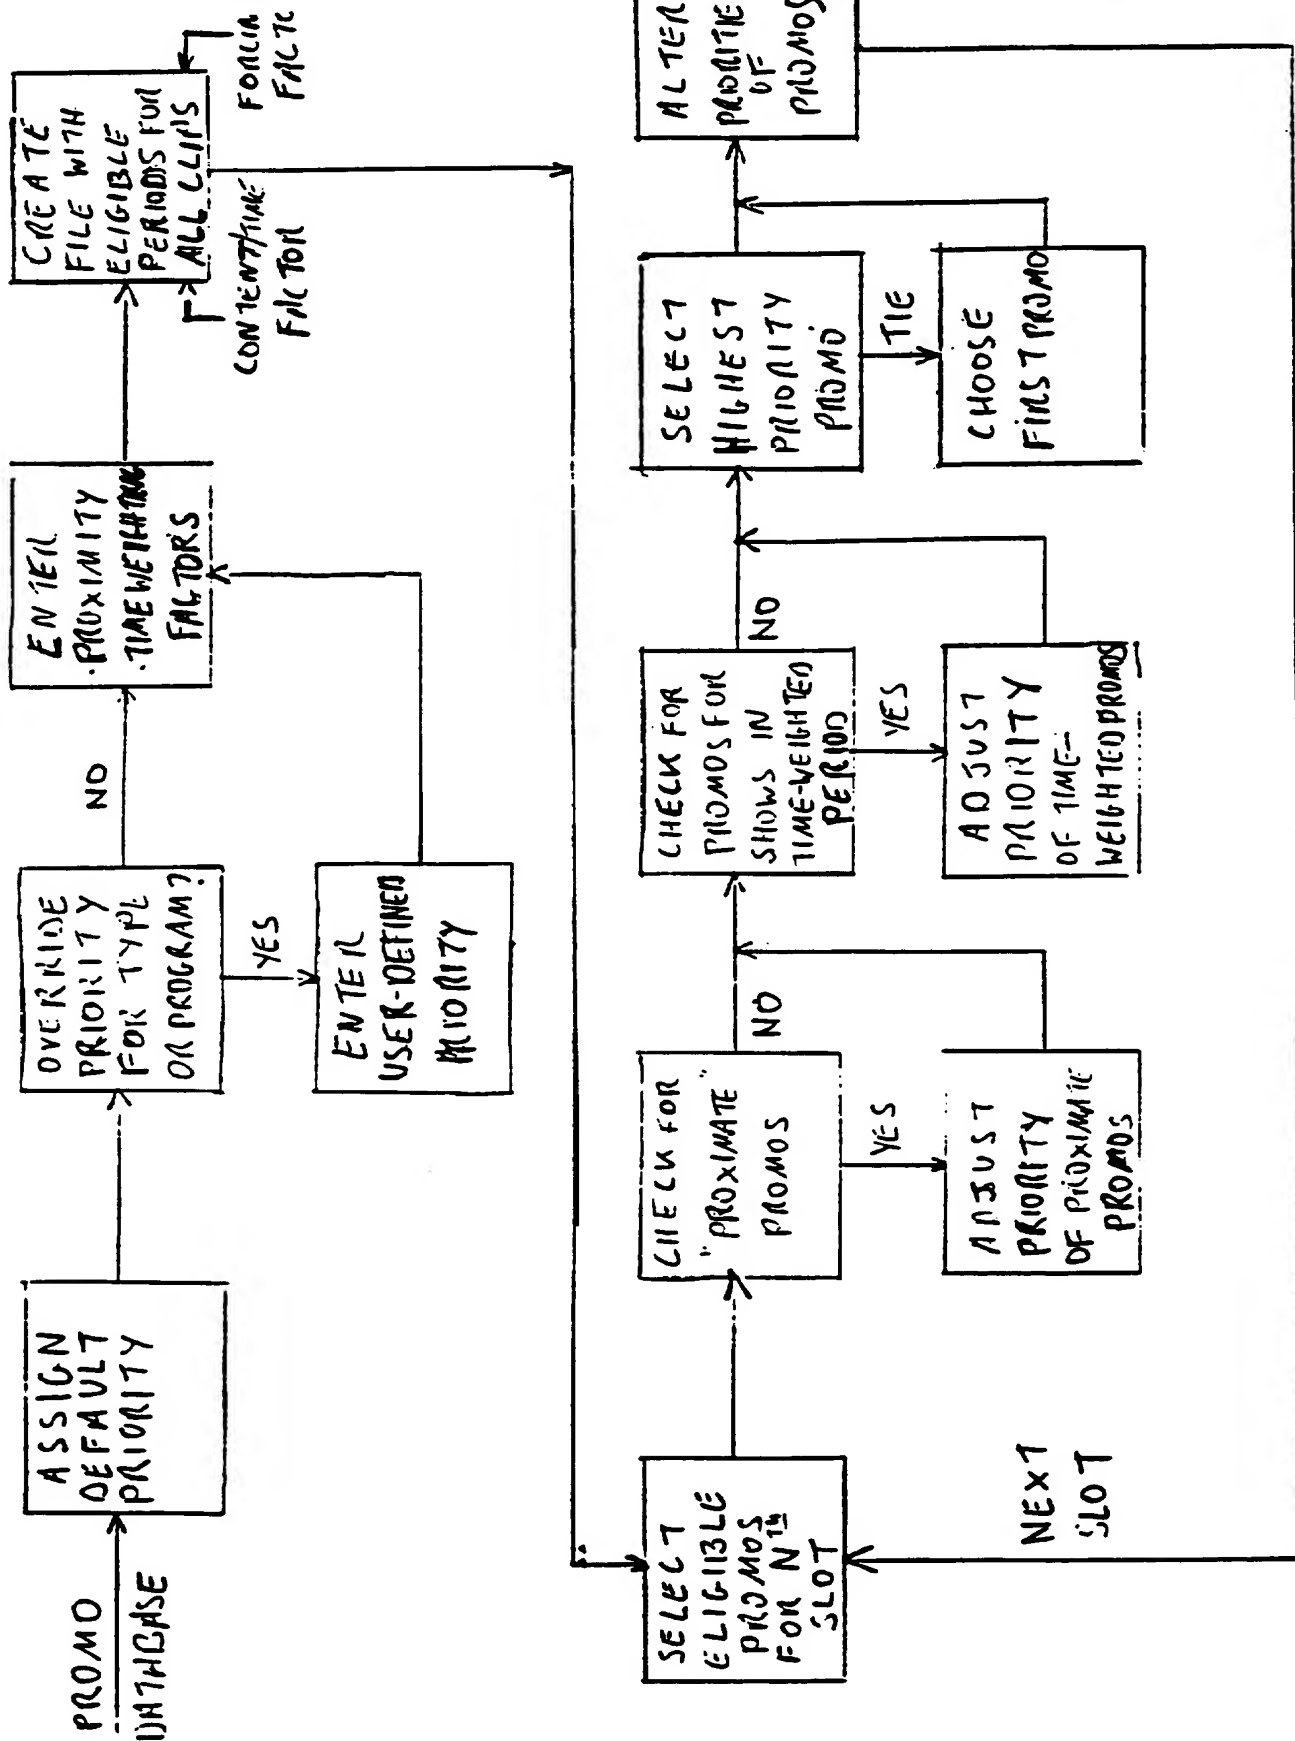 PROMO
DATABASE
ASSIGN
DEFAULT
PRIORITY
OVERRIDE
PRIORITY
FOR TYPE
OR PROGRAM?
NO
YES
ENTER
USER-DEFINED
PRIORITY
ENTER
·PROXIMITY
·TIMEWEIGHTING
FACTORS
CREATE
FILE WITH
ELIGIBLE
PERIODS FOR
ALL CLIPS
CONTENT/TIME
FACTOR
SELECT
ELIGIBLE
PROMOS
FOR NTH
SLOT
NEXT
SLOT
CHECK FOR
"PROXIMATE"
PROMOS
NO
YES
ADJUST
PRIORITY
OF PROXIMATE
PROMOS
CHECK FOR
PROMOS FOR
SHOWS IN
TIME-WEIGHTED
PERIOD
NO
YES
ADJUST
PRIORITY
OF TIME-
WEIGHTED PROMOS
SELECT
HIGHEST
PRIORITY
PROMO
TIE
CHOOSE
FIRST PROMO
ALTER
PRIORITIE
OF
PROMOS